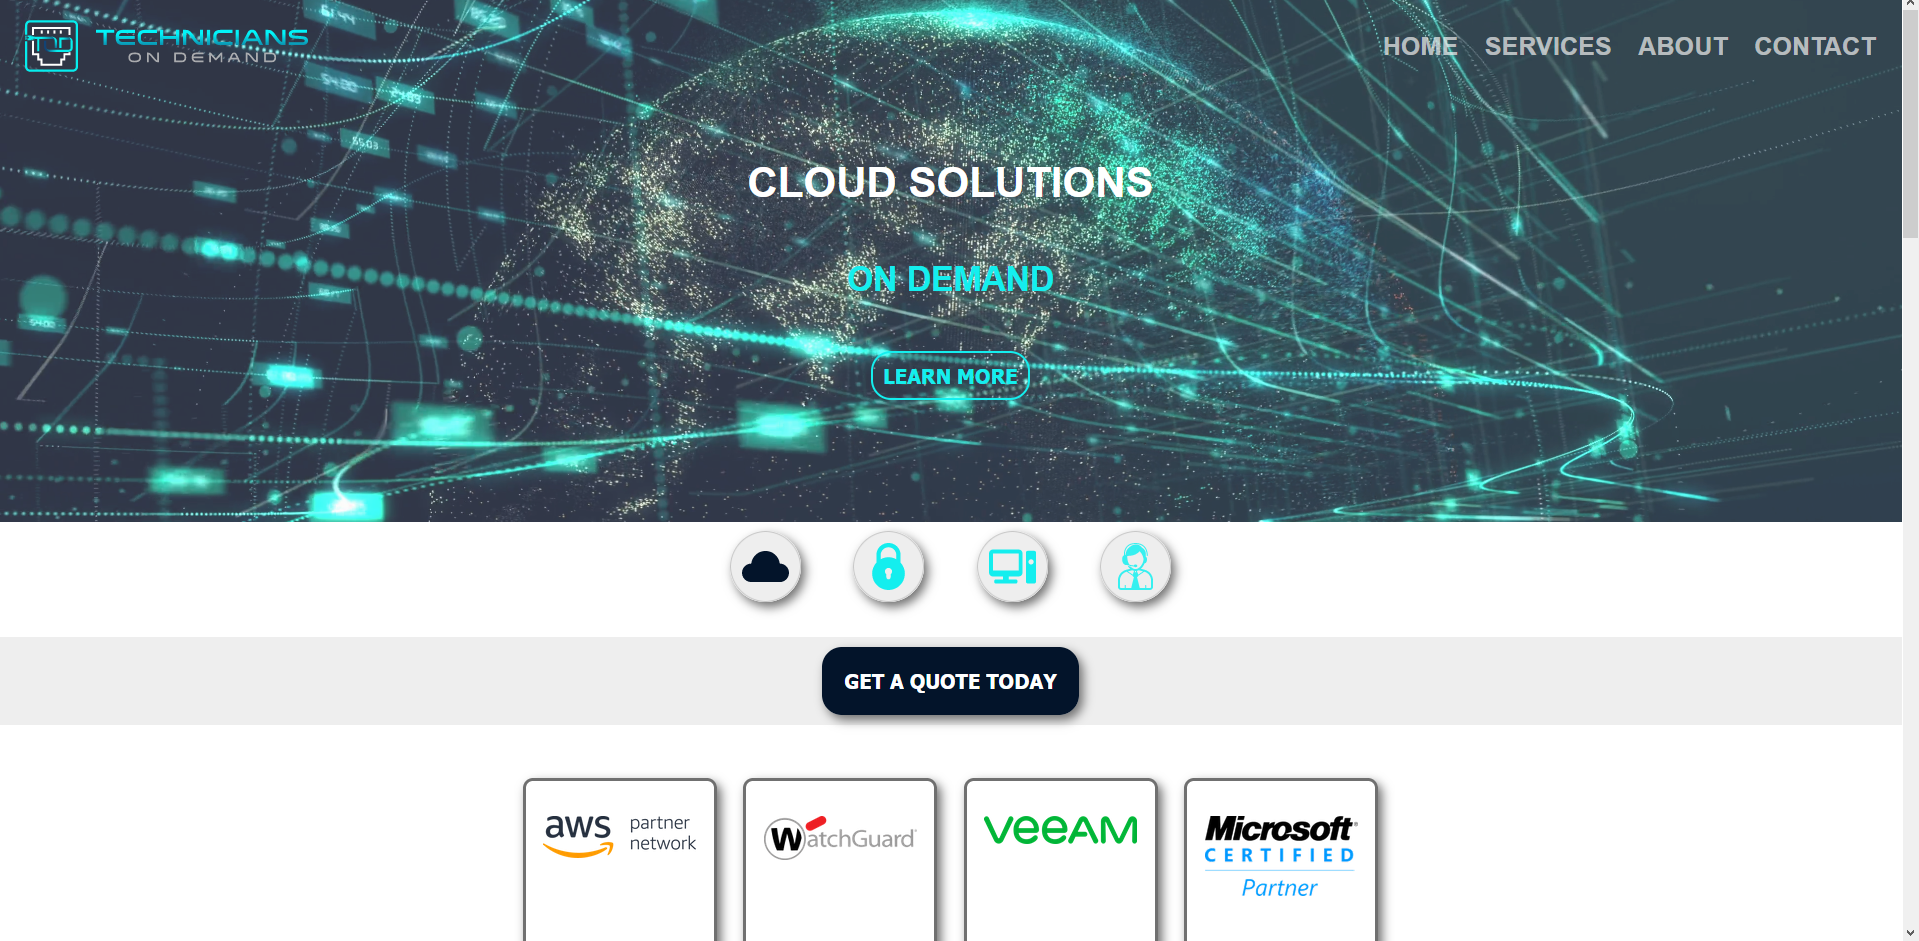 TECHNICIANS
ON DEMAND
HOME SERVICES ABOUT CONTACT
CLOUD SOLUTIONS
ON DEMAND
LEARN MORE
GET A QUOTE TODAY
aws partner network
WatchGuard
veeAM
Microsoft
CERTIFIED
Partner